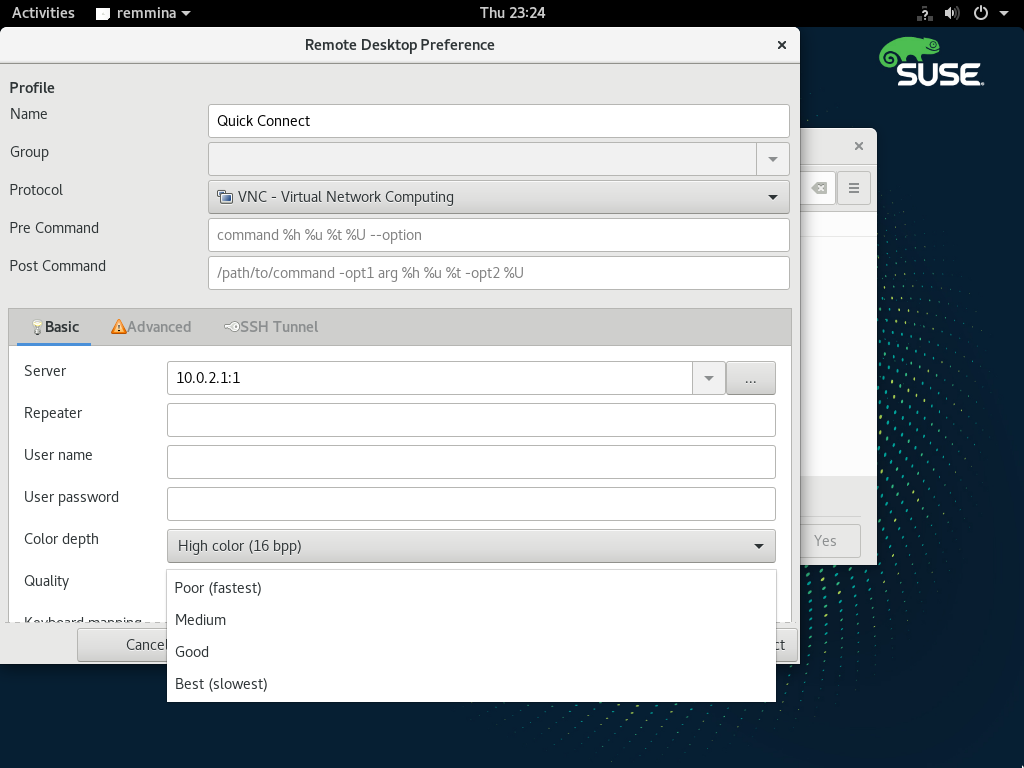 Activities remmina Thu 23:24
Remote Desktop Preference
SUSE
Profile
Name Quick Connect
Group
Protocol VNC - Virtual Network Computing
Pre Command command %h %u %t %U --option
Post Command /path/to/command -opt1 arg %h %u %t -opt2 %U
Basic Advanced SSH Tunnel
Server 10.0.2.1:1 ...
Repeater
User name
User password
Color depth High color (16 bpp)
Yes
Quality
Poor (fastest)
Medium
Keyboard mapping
Cancel
Good
ct
Best (slowest)